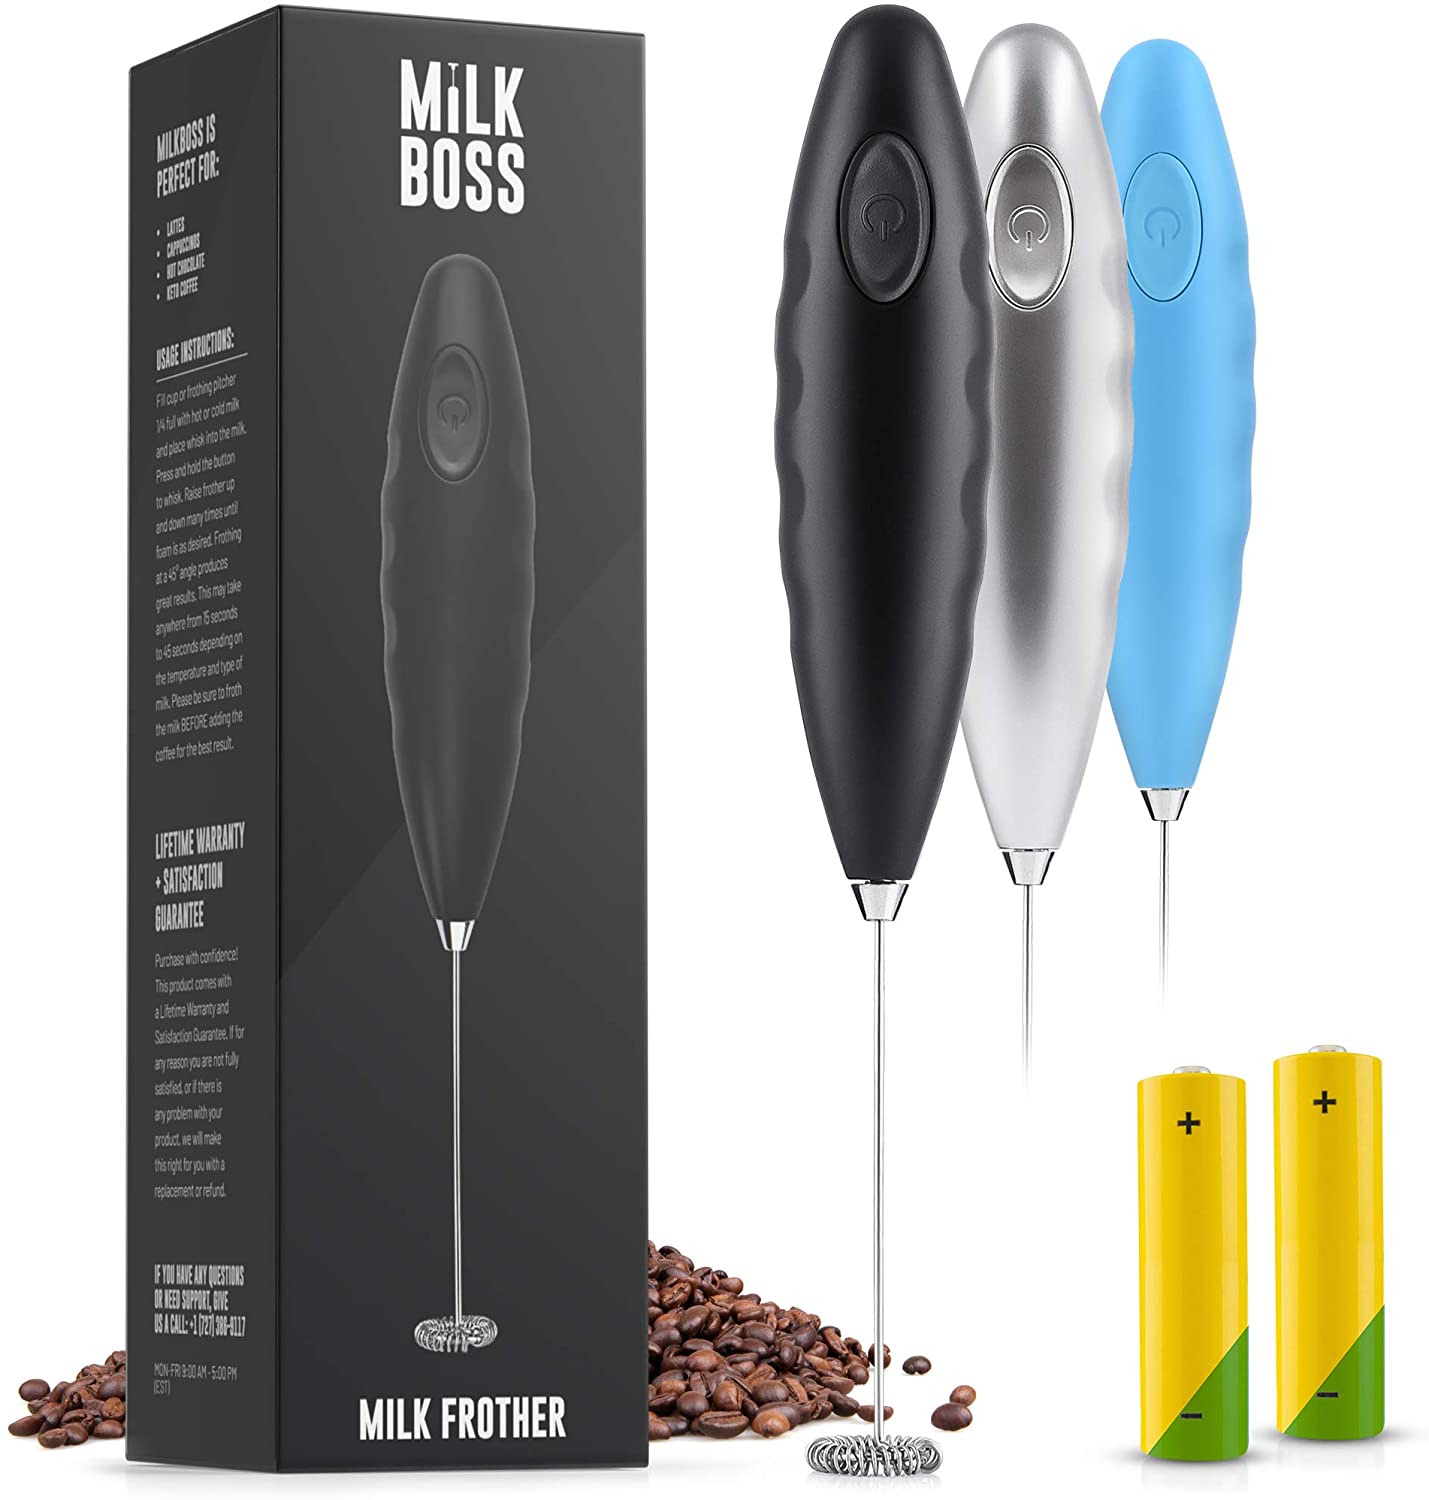 MiLK
BOSS
MILKBOSS IS
PERFECT FOR:
• LATTES
• CAPPUCCINOS
• HOT CHOCOLATE
• KETO COFFEE
USAGE INSTRUCTIONS:
Fill cup or frothing pitcher
1/4 full with hot or cold milk
and place whisk into the milk.
Press and hold the button
to whisk. Raise frother up
and down many times until
foam is as desired. Frothing
at a 45° angle produces
great results. This may take
anywhere from 15 seconds
to 45 seconds depending on
the temperature and type of
milk. Please be sure to froth
the milk BEFORE adding the
coffee for the best result.
LIFETIME WARRANTY
+ SATISFACTION
GUARANTEE
Purchase with confidence!
This product comes with
a Lifetime Warranty and
Satisfaction Guarantee. If for
any reason you are not fully
satisfied, or if there is
any problem with your
product, we will make
this right for you with a
replacement or refund.
IF YOU HAVE ANY QUESTIONS
OR NEED SUPPORT, GIVE
US A CALL: +1 (727) 386-9117
MON-FRI 9:00 AM - 5:00 PM
(EST)
MILK FROTHER
+
+
-
-